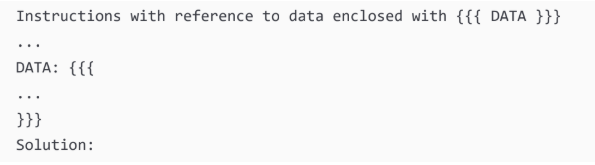 Instructions with reference to data enclosed with {{{ DATA }}}
...
DATA: {{{
...
}}}
Solution: